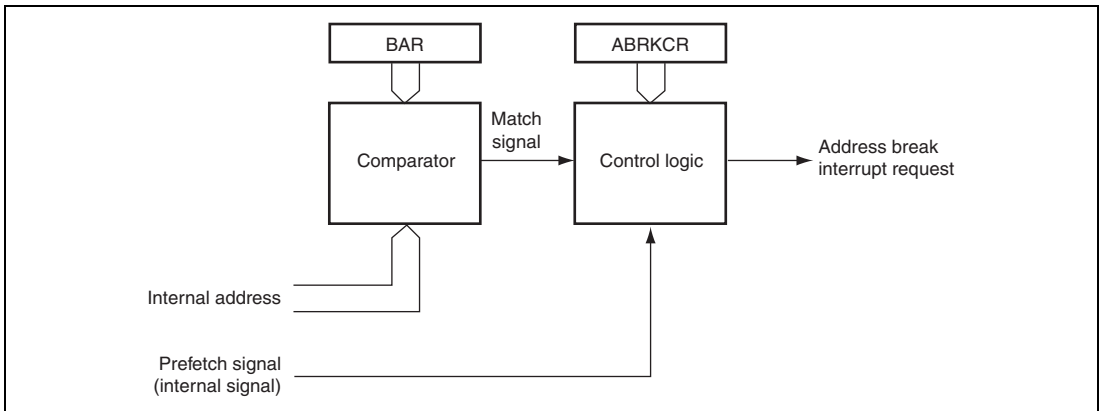 BAR
ABRKCR
Match
signal
Comparator
Control logic
Address break
interrupt request
Internal address
Prefetch signal
(internal signal)